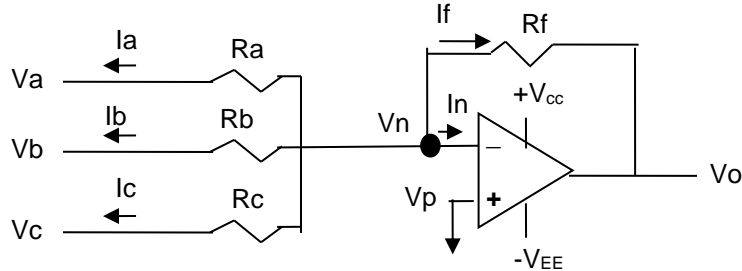 If Rf
Ia Ra
Va
Ib Rb
Vb
Ic Rc
Vc
Vn In +Vcc
−
Vp +
-VEE
Vo